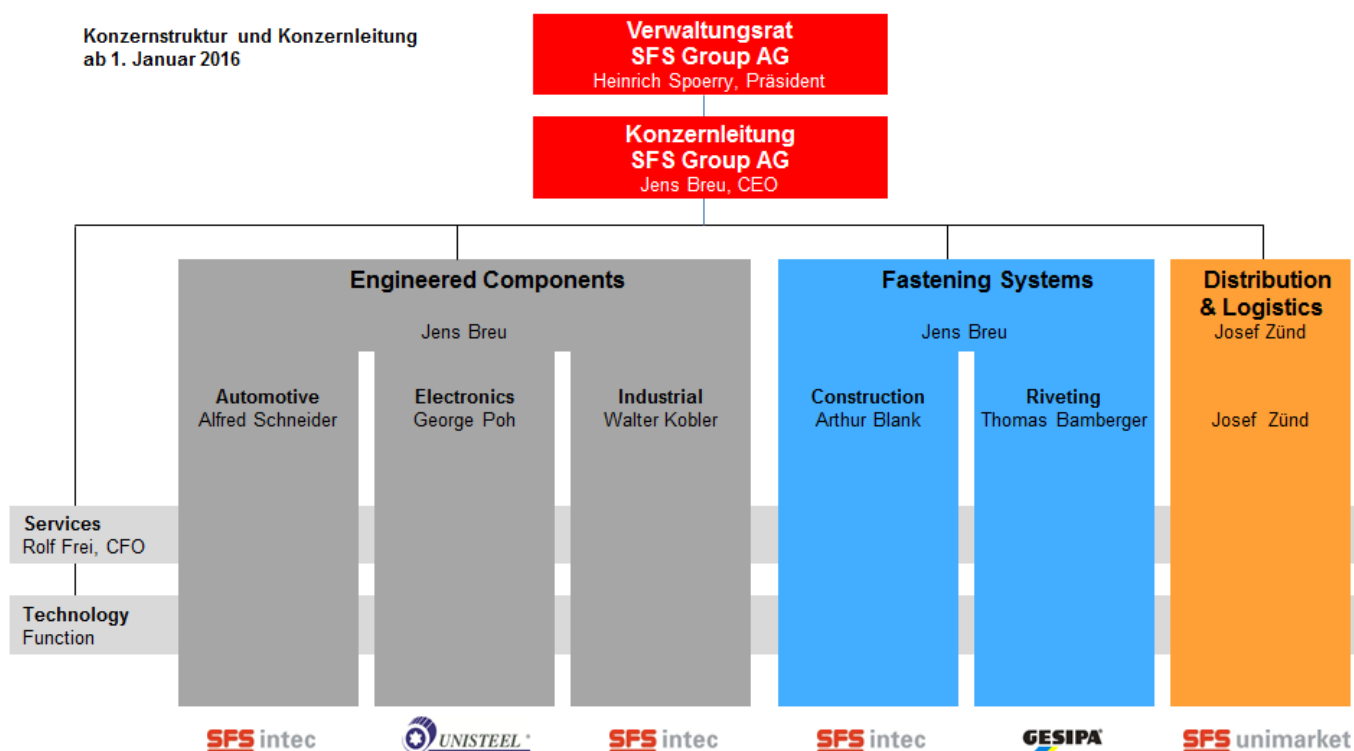 Konzernstruktur und Konzernleitung
ab 1. Januar 2016
Verwaltungsrat
SFS Group AG
Heinrich Spoerry, Präsident
Konzernleitung
SFS Group AG
Jens Breu, CEO
Engineered Components
Jens Breu
Automotive
Alfred Schneider
Electronics
George Poh
Industrial
Walter Kobler
Fastening Systems
Jens Breu
Construction
Arthur Blank
Riveting
Thomas Bamberger
Distribution
& Logistics
Josef Zünd
Josef Zünd
Services
Rolf Frei, CFO
Technology
Function
SFS intec
UNISTEEL
SFS intec
SFS intec
GESIPA
SFS unimarket